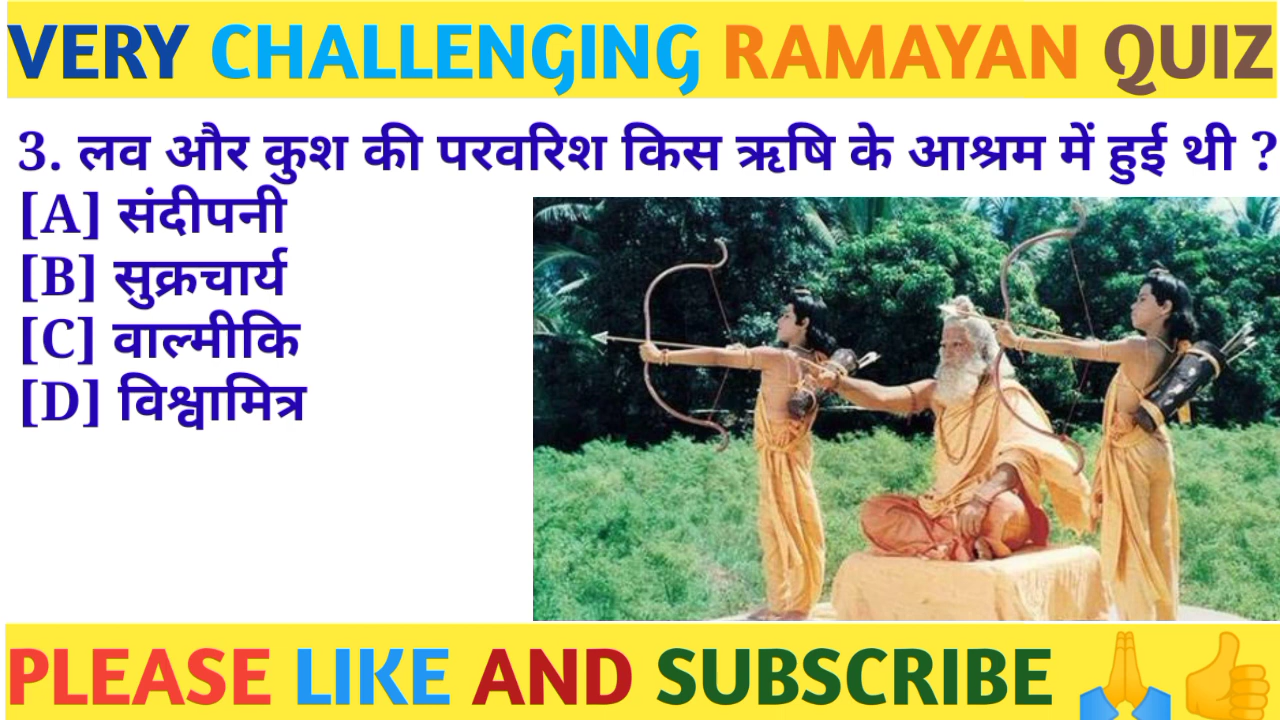 VERY CHALLENGING RAMAYAN QUIZ
3. लव और कुश की परवरिश किस ऋषि के आश्रम में हुई थी ?
[A] संदीपनी
[B] सुक्रचार्य
[C] वाल्मीकि
[D] विश्वामित्र
PLEASE LIKE AND SUBSCRIBE 🙏👍